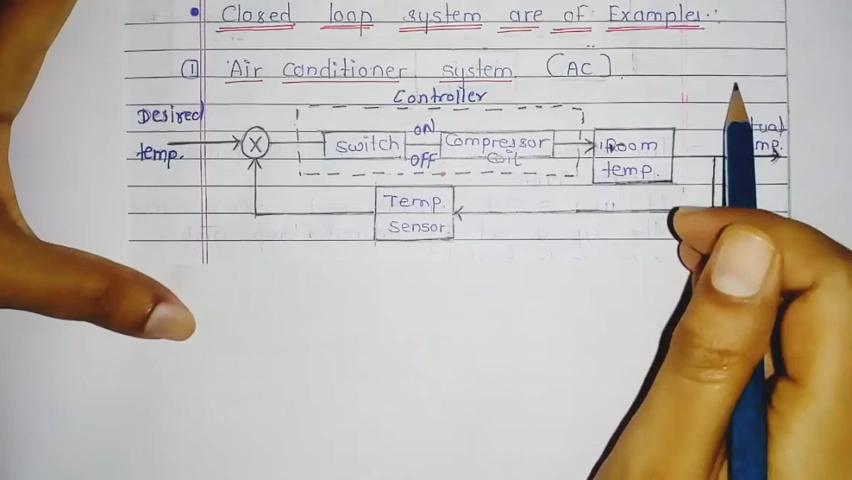 • Closed loop system are of Examples:
① Air conditioner system (AC).
Controller
Desired temp.
X
switch
ON
OFF
Compressor
Room temp.
Temp. Sensor